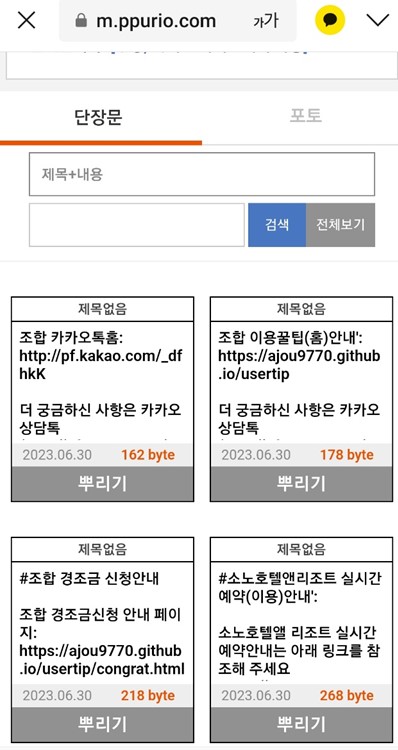 m.ppurio.com
가가
단장문
포토
제목+내용
검색
전체보기
제목없음
조합 카카오톡홈:
http://pf.kakao.com/_df
hkK
더 궁금하신 사항은 카카오
상담톡
2023.06.30
162 byte
뿌리기
제목없음
조합 이용꿀팁(홈)안내':
https://ajou9770.github
.io/usertip
더 궁금하신 사항은 카카오
상담톡
2023.06.30
178 byte
뿌리기
제목없음
#조합 경조금 신청안내
조합 경조금신청 안내 페이
지:
https://ajou9770.github
.io/usertip/congrat.html
2023.06.30
218 byte
뿌리기
제목없음
#소노호텔앤리조트 실시간
예약(이용)안내':
소노호텔앨 리조트 실시간
예약안내는 아래 링크를 참
조해 주세요
2023.06.30
268 byte
뿌리기